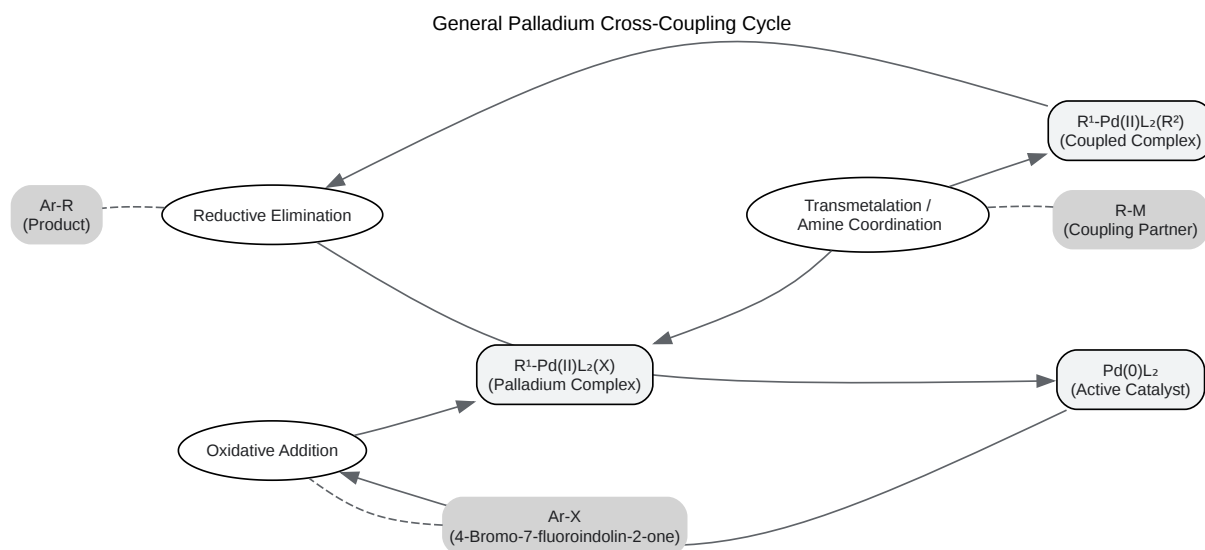 General Palladium Cross-Coupling Cycle
R¹-Pd(II)L₂(R²)
(Coupled Complex)
Ar-R
(Product)
Reductive Elimination
Transmetalation /
Amine Coordination
R-M
(Coupling Partner)
R¹-Pd(II)L₂(X)
(Palladium Complex)
Pd(0)L₂
(Active Catalyst)
Oxidative Addition
Ar-X
(4-Bromo-7-fluoroindolin-2-one)